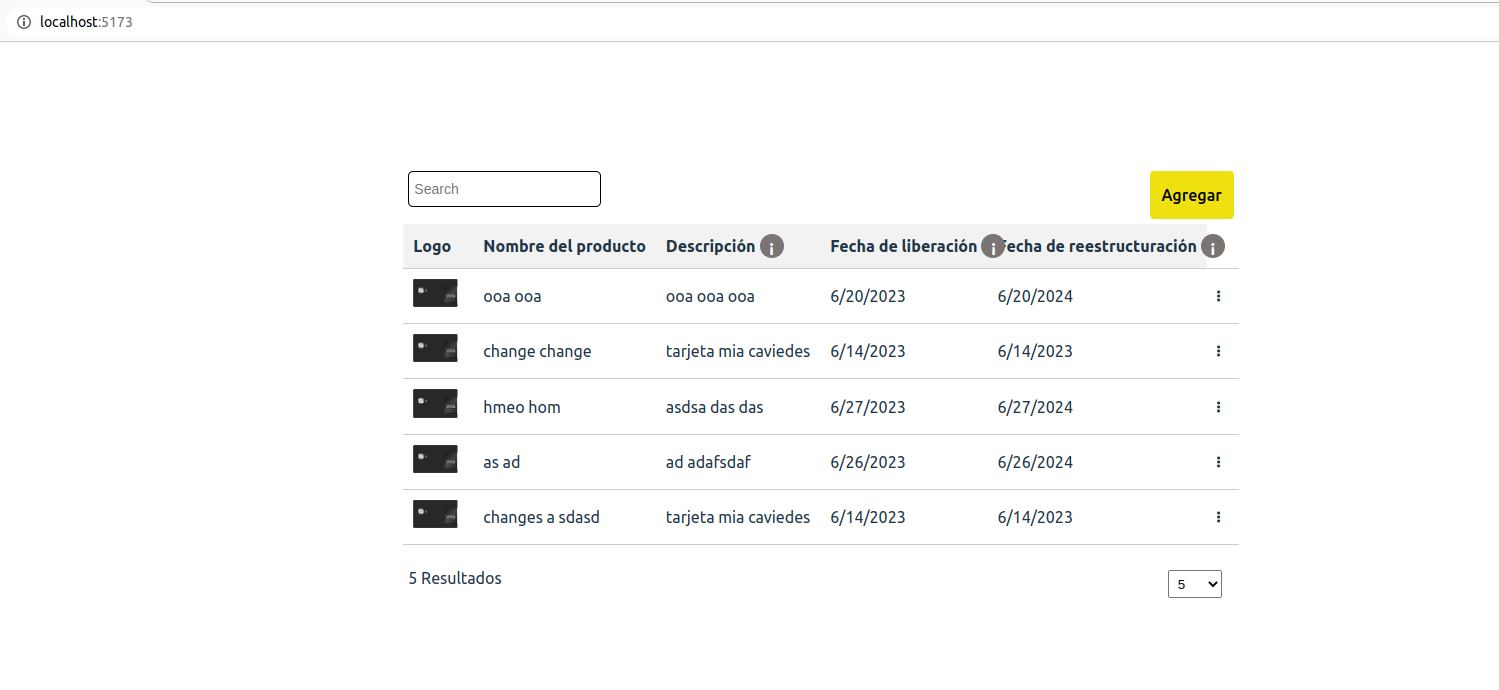 localhost:5173
Search
Agregar
Logo Nombre del producto Descripción i Fecha de liberación i Fecha de reestructuración i
ooa ooa ooa ooa ooa 6/20/2023 6/20/2024
change change tarjeta mia caviedes 6/14/2023 6/14/2023
hmeo hom asdsa das das 6/27/2023 6/27/2024
as ad ad adafsdaf 6/26/2023 6/26/2024
changes a sdasd tarjeta mia caviedes 6/14/2023 6/14/2023
5 Resultados 5